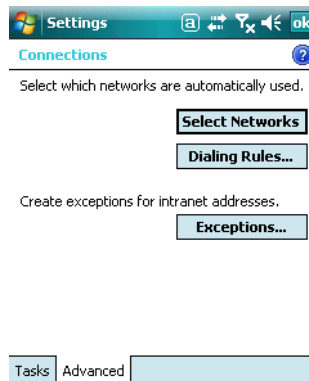 Settings a ok
Connections ?
Select which networks are automatically used.
Select Networks
Dialing Rules...
Create exceptions for intranet addresses.
Exceptions...
Tasks Advanced